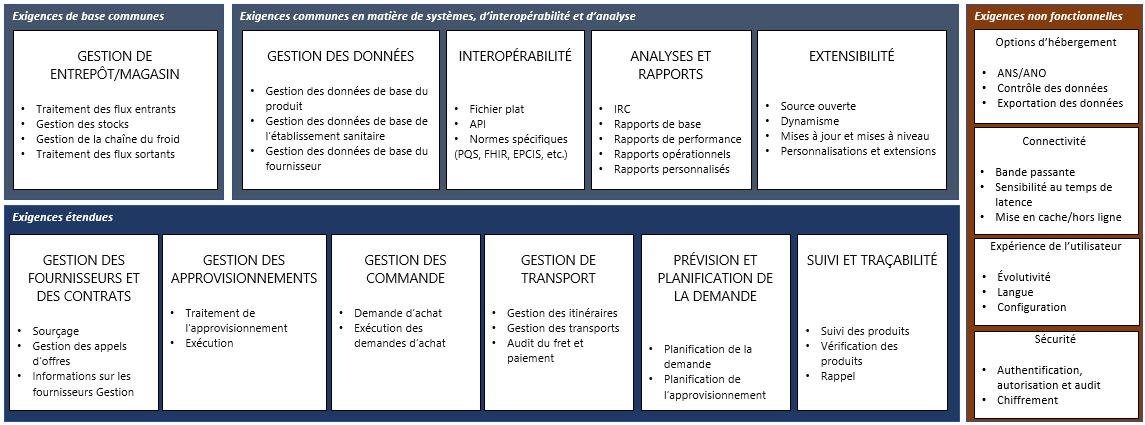 Exigences de base communes
GESTION DE
ENTREPÔT/MAGASIN
• Traitement des flux entrants
• Gestion des stocks
• Gestion de la chaîne du froid
• Traitement des flux sortants
Exigences communes en matière de systèmes, d’interopérabilité et d’analyse
GESTION DES DONNÉES
• Gestion des données de base du
produit
• Gestion des données de base de
l’établissement sanitaire
• Gestion des données de base du
fournisseur
INTEROPÉRABILITÉ
• Fichier plat
• API
• Normes spécifiques
(PQS, FHIR, EPCIS, etc.)
ANALYSES ET
RAPPORTS
• IRC
• Rapports de base
• Rapports de performance
• Rapports opérationnels
• Rapports personnalisés
EXTENSIBILITÉ
• Source ouverte
• Dynamisme
• Mises à jour et mises à niveau
• Personnalisations et extensions
Exigences étendues
GESTION DES
FOURNISSEURS ET
DES CONTRATS
• Sourçage
• Gestion des appels
d’offres
• Informations sur les
fournisseurs Gestion
GESTION DES
APPROVISIONNEMENTS
• Traitement de
l’approvisionnement
• Exécution
GESTION DES
COMMANDE
• Demande d’achat
• Exécution des
demandes d’achat
GESTION DE
TRANSPORT
• Gestion des itinéraires
• Gestion des transports
• Audit du fret et
paiement
PRÉVISION ET
PLANIFICATION DE
LA DEMANDE
• Planification de la
demande
• Planification de
l’approvisionnement
SUIVI ET TRAÇABILITÉ
• Suivi des produits
• Vérification des
produits
• Rappel
Exigences non fonctionnelles
Options d’hébergement
• ANS/ANO
• Contrôle des données
• Exportation des données
Connectivité
• Bande passante
• Sensibilité au temps de
latence
• Mise en cache/hors ligne
Expérience de l’utilisateur
• Évolutivité
• Langue
• Configuration
Sécurité
• Authentification,
autorisation et audit
• Chiffrement